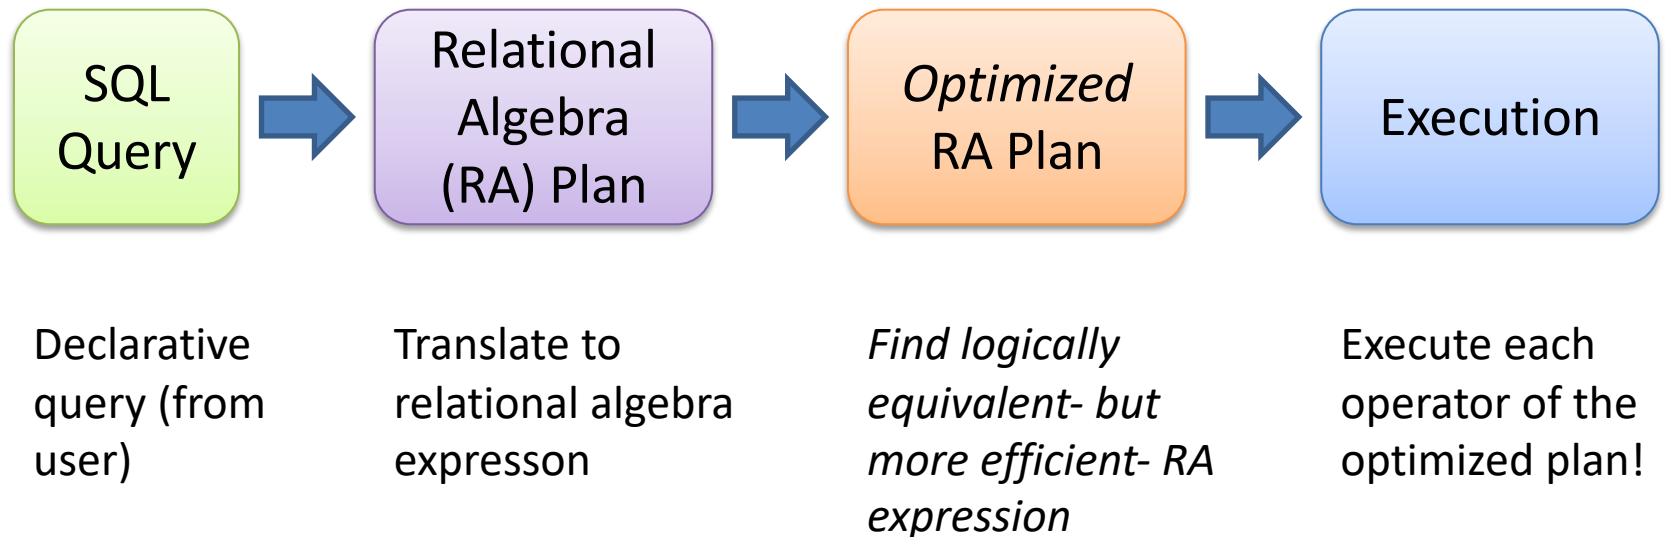 SQL
Query
Relational
Algebra
(RA) Plan
Optimized
RA Plan
Execution
Declarative
query (from
user)
Translate to
relational algebra
expresson
Find logically
equivalent- but
more efficient- RA
expression
Execute each
operator of the
optimized plan!